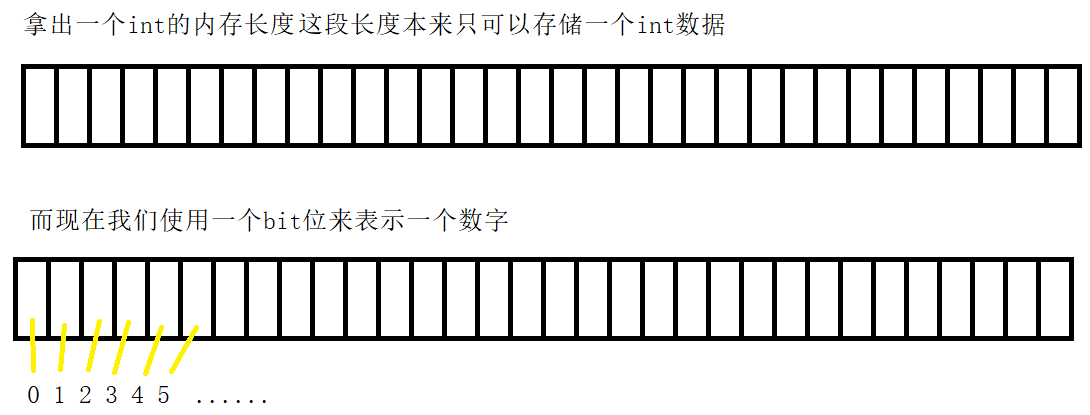 拿出一个int的内存长度这段长度本来只可以存储一个int数据
而现在我们使用一个bit位来表示一个数字
0 1 2 3 4 5 ......